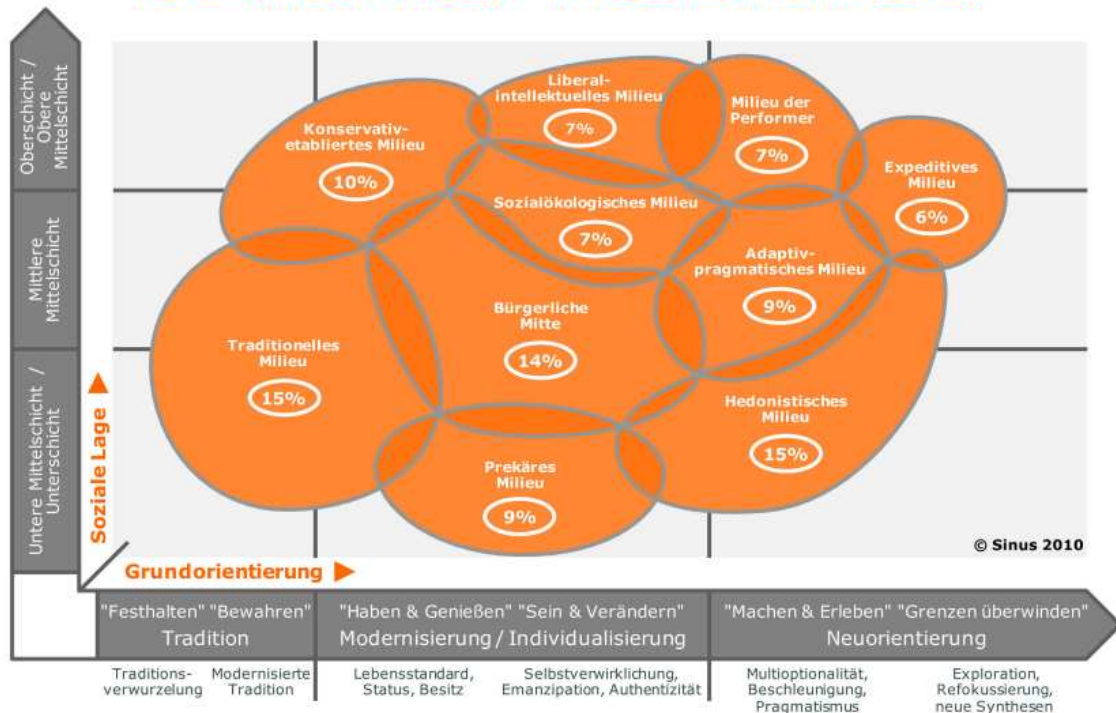 Oberschicht /
Obere
Mittelschicht
Mittlere
Mittelschicht
Untere Mittelschicht /
Unterschicht
Soziale Lage
Konservativ-
etabliertes Milieu
10%
Liberal-
intellektuelles Milieu
7%
Milieu der
Performer
7%
Expeditives
Milieu
6%
Sozialökologisches Milieu
7%
Adaptiv-
pragmatisches Milieu
9%
Traditionelles
Milieu
15%
Bürgerliche
Mitte
14%
Hedonistisches
Milieu
15%
Prekäres
Milieu
9%
© Sinus 2010
Grundorientierung
"Festhalten" "Bewahren"
Tradition
"Haben & Genießen" "Sein & Verändern"
Modernisierung / Individualisierung
"Machen & Erleben" "Grenzen überwinden"
Neuorientierung
Traditions-
verwurzelung
Modernisierte
Tradition
Lebensstandard,
Status, Besitz
Selbstverwirklichung,
Emanzipation, Authentizität
Multioptionalität,
Beschleunigung,
Pragmatismus
Exploration,
Refokussierung,
neue Synthesen